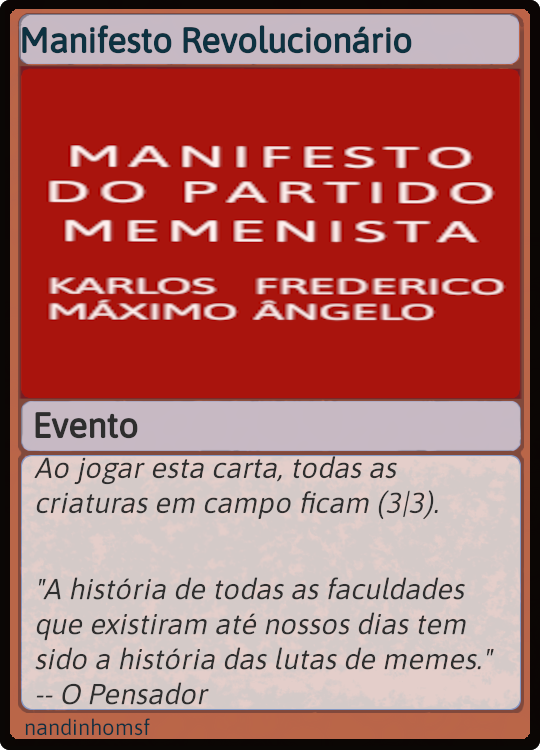 Manifesto Revolucionário
MANIFESTO
DO PARTIDO
MEMENISTA
KARLOS FREDERICO
MÁXIMO ÂNGELO
Evento
Ao jogar esta carta, todas as
criaturas em campo ficam (3|3).
"A história de todas as faculdades
que existiram até nossos dias tem
sido a história das lutas de memes."
-- O Pensador
nandinhomsf